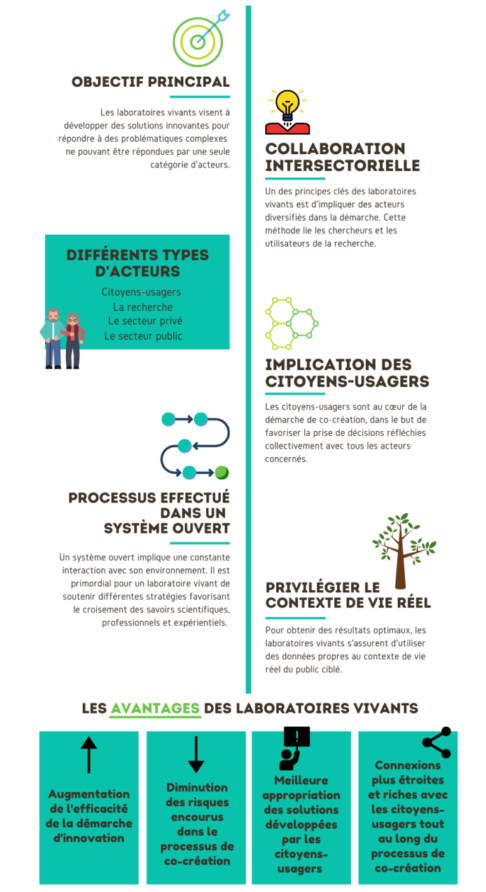 OBJECTIF PRINCIPAL
Les laboratoires vivants visent à
développer des solutions innovantes pour
répondre à des problématiques complexes
ne pouvant être répondues par une seule
catégorie d'acteurs.
COLLABORATION
INTERSECTORIELLE
Un des principes clés des laboratoires
vivants est d'impliquer des acteurs
diversifiés dans la démarche. Cette
méthode lie les chercheurs et les
utilisateurs de la recherche.
DIFFÉRENTS TYPES
D'ACTEURS
Citoyens-usagers
La recherche
Le secteur privé
Le secteur public
IMPLICATION DES
CITOYENS-USAGERS
Les citoyens-usagers sont au cœur de la
démarche de co-création, dans le but de
favoriser la prise de décisions réfléchies
collectivement avec tous les acteurs
concernés.
PROCESSUS EFFECTUÉ
DANS UN
SYSTÈME OUVERT
Un système ouvert implique une constante
interaction avec son environnement. Il est
primordial pour un laboratoire vivant de
soutenir différentes stratégies favorisant
le croisement des savoirs scientifiques,
professionnels et expérientiels.
PRIVILÉGIER LE
CONTEXTE DE VIE RÉEL
Pour obtenir des résultats optimaux, les
laboratoires vivants s'assurent d'utiliser
des données propres au contexte de vie
réel du public ciblé.
LES AVANTAGES DES LABORATOIRES VIVANTS
Augmentation
de l'efficacité
de la démarche
d'innovation
Diminution
des risques
encourus
dans le
processus de
co-création
!
Meilleure
appropriation
des solutions
développées
par les
citoyens-
usagers
Connexions
plus étroites
et riches avec
les citoyens-
usagers tout
au long du
processus de
co-création